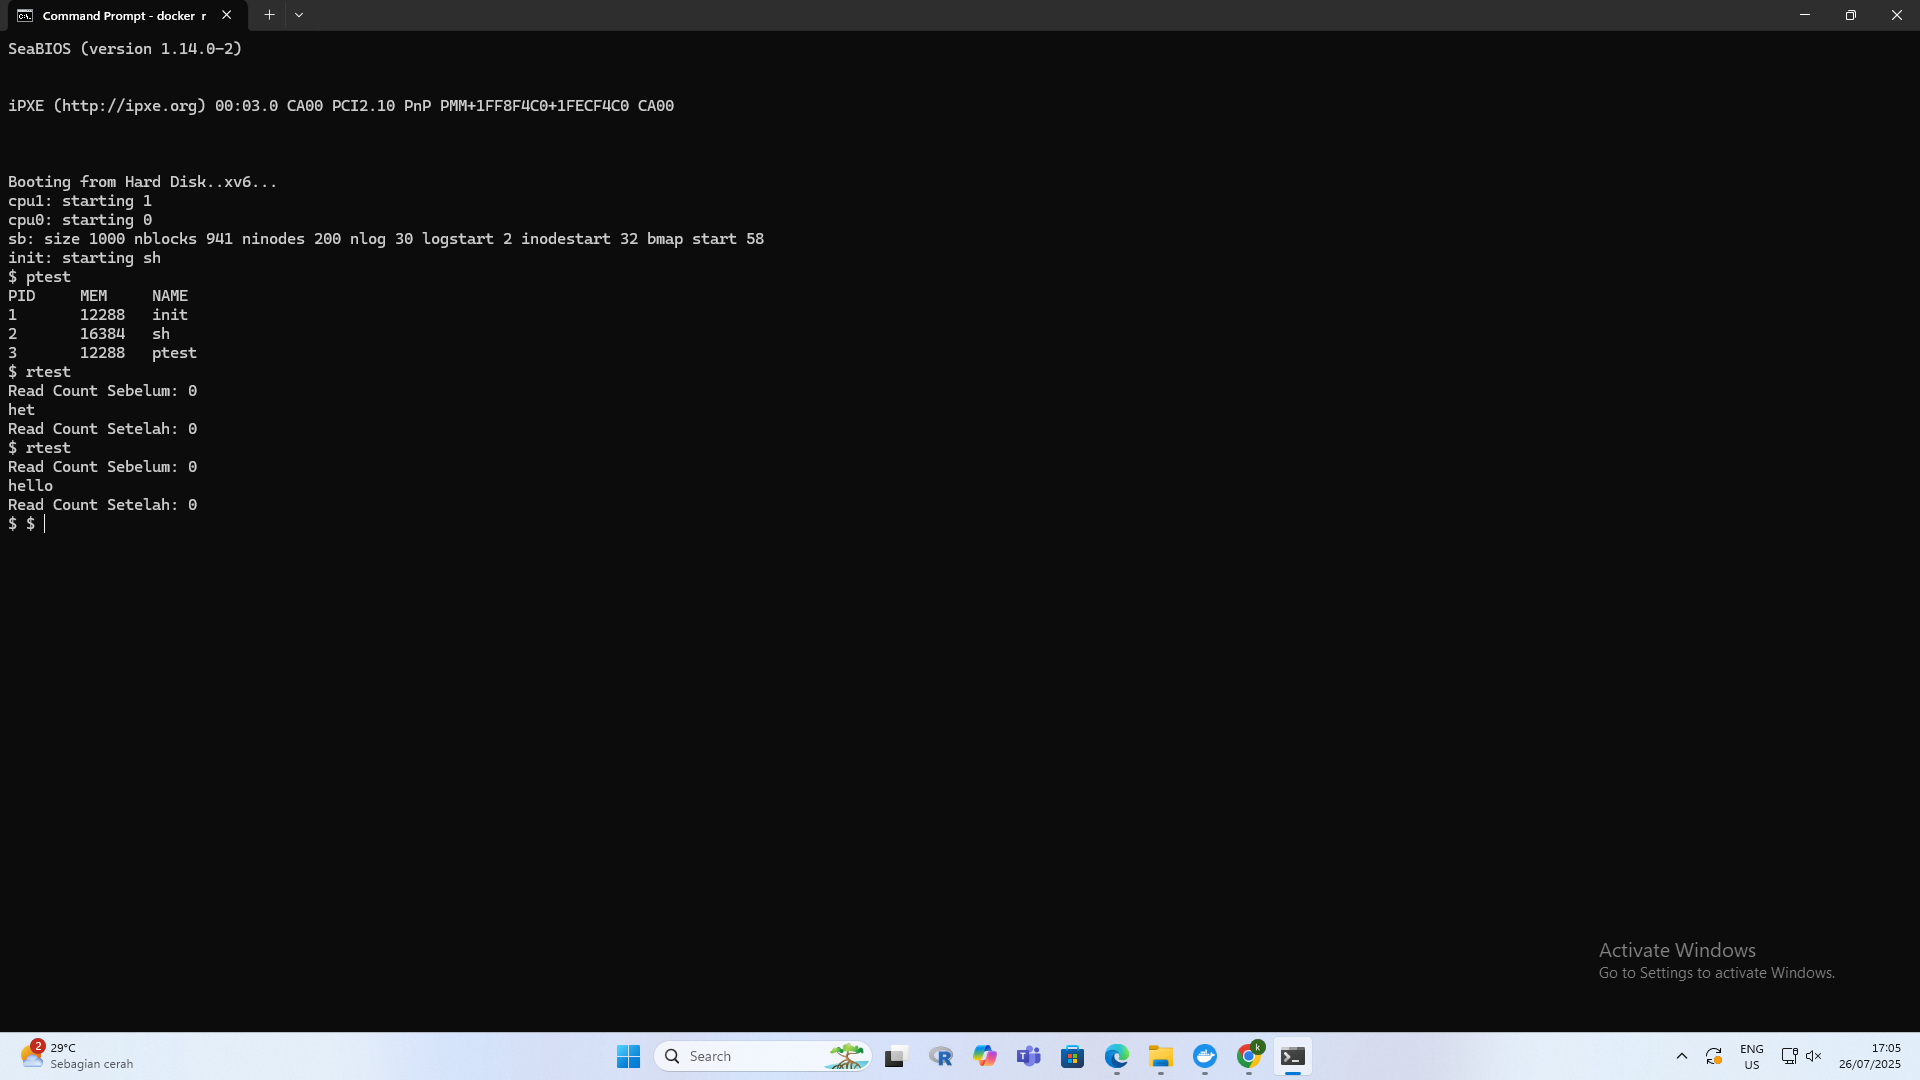 Command Prompt - docker r
SeaBIOS (version 1.14.0-2)
iPXE (http://ipxe.org) 00:03.0 CA00 PCI2.10 PnP PMM+1FF8F4C0+1FECF4C0 CA00
Booting from Hard Disk..xv6...
cpu1: starting 1
cpu0: starting 0
sb: size 1000 nblocks 941 ninodes 200 nlog 30 logstart 2 inodestart 32 bmap start 58
init: starting sh
$ ptest
PID MEM NAME
1 12288 init
2 16384 sh
3 12288 ptest
$ rtest
Read Count Sebelum: 0
het
Read Count Setelah: 0
$ rtest
Read Count Sebelum: 0
hello
Read Count Setelah: 0
$ $
Activate Windows
Go to Settings to activate Windows.
2
29°C
Sebagian cerah
Search
R
k
ENG
US
17:05
26/07/2025